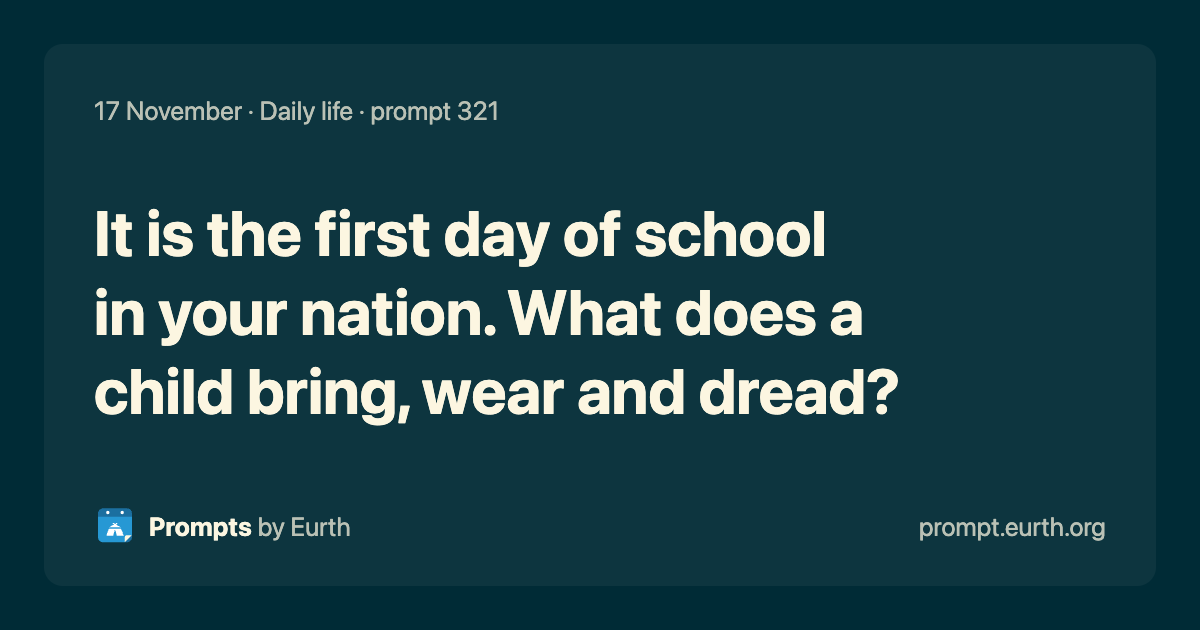 17 November · Daily life · prompt 321
It is the first day of school
in your nation. What does a
child bring, wear and dread?
Prompts by Eurth
prompt.eurth.org